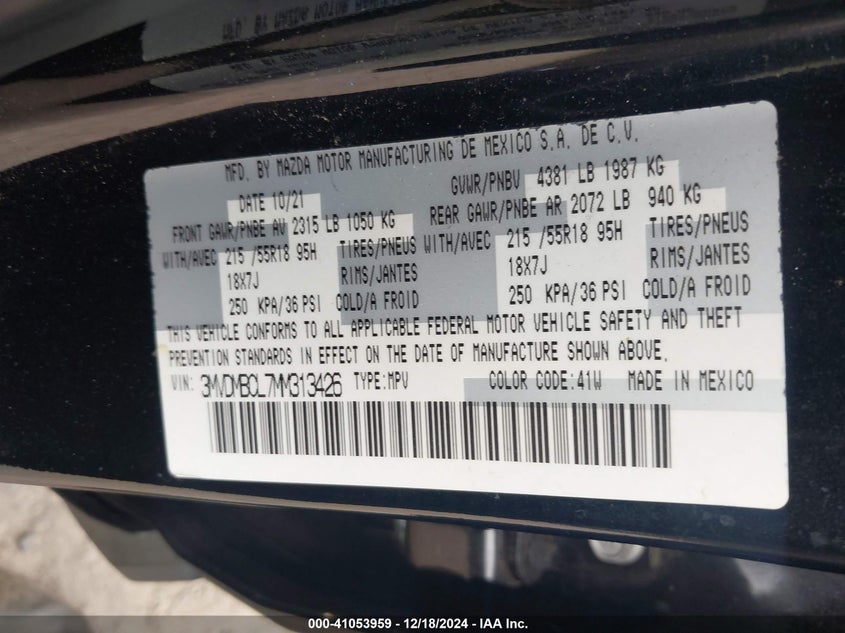 MFD. BY MAZDA MOTOR MANUFACTURING DE MEXICO S.A. DE C.V.
DATE 10/21 GVWR/PNBV 4381 LB 1987 KG
FRONT GAWR/PNBE AV 2315 LB 1050 KG REAR GAWR/PNBE AR 2072 LB 940 KG
WITH/AVEC 215 /55R18 95H TIRES/PNEUS WITH/AVEC 215 /55R18 95H TIRES/PNEUS
18X7J RIMS/JANTES 18X7J RIMS/JANTES
250 KPA/36 PSI COLD/A FROID 250 KPA/36 PSI COLD/A FROID
THIS VEHICLE CONFORMS TO ALL APPLICABLE FEDERAL MOTOR VEHICLE SAFETY AND THEFT
PREVENTION STANDARDS IN EFFECT ON THE DATE OF MANUFACTURE SHOWN ABOVE.
VIN: 3MVDMBCL7MM313426 TYPE:MPV COLOR CODE:41W MADE IN MEXICO
000-41053959 - 12/18/2024 - IAA Inc.